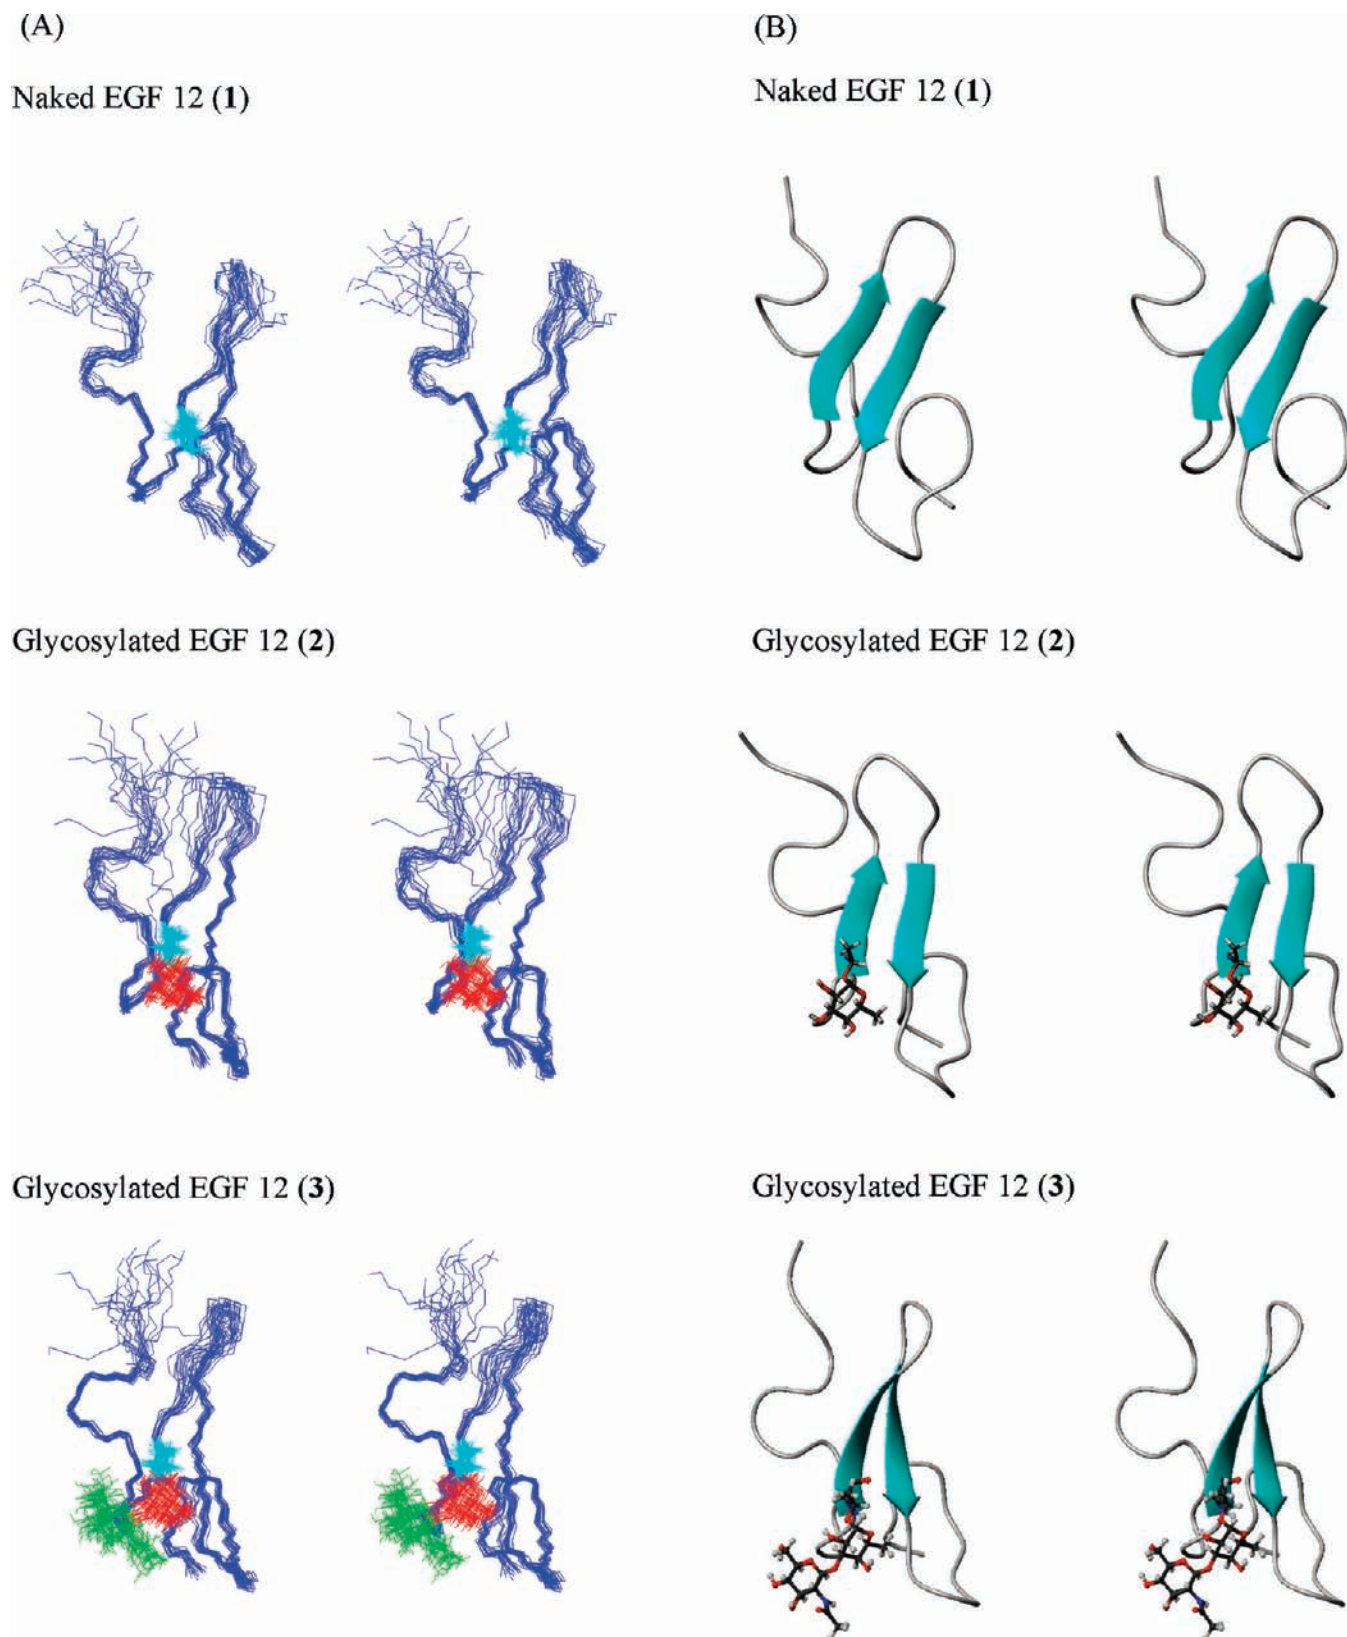 (A)
(B)
Naked EGF 12 (1)
Naked EGF 12 (1)
Glycosylated EGF 12 (2)
Glycosylated EGF 12 (2)
Glycosylated EGF 12 (3)
Glycosylated EGF 12 (3)